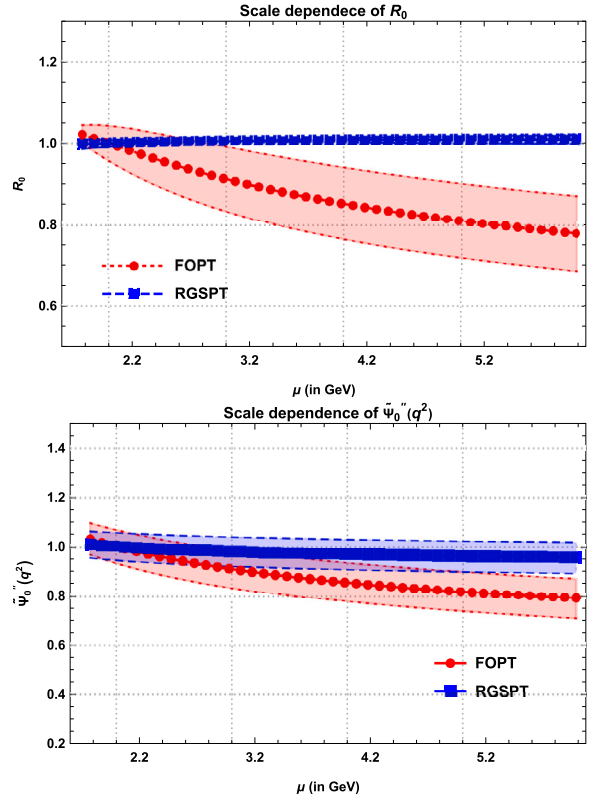 Scale dependece of R₀
1.2
1.0
0.8
0.6
R₀
FOPT
RGSPT
2.2 3.2 4.2 5.2
μ (in GeV)
Scale dependence of Ψ̃₀''(q²)
1.4
1.2
1.0
0.8
0.6
0.4
0.2
Ψ̃₀''(q²)
FOPT
RGSPT
2.2 3.2 4.2 5.2
μ (in GeV)